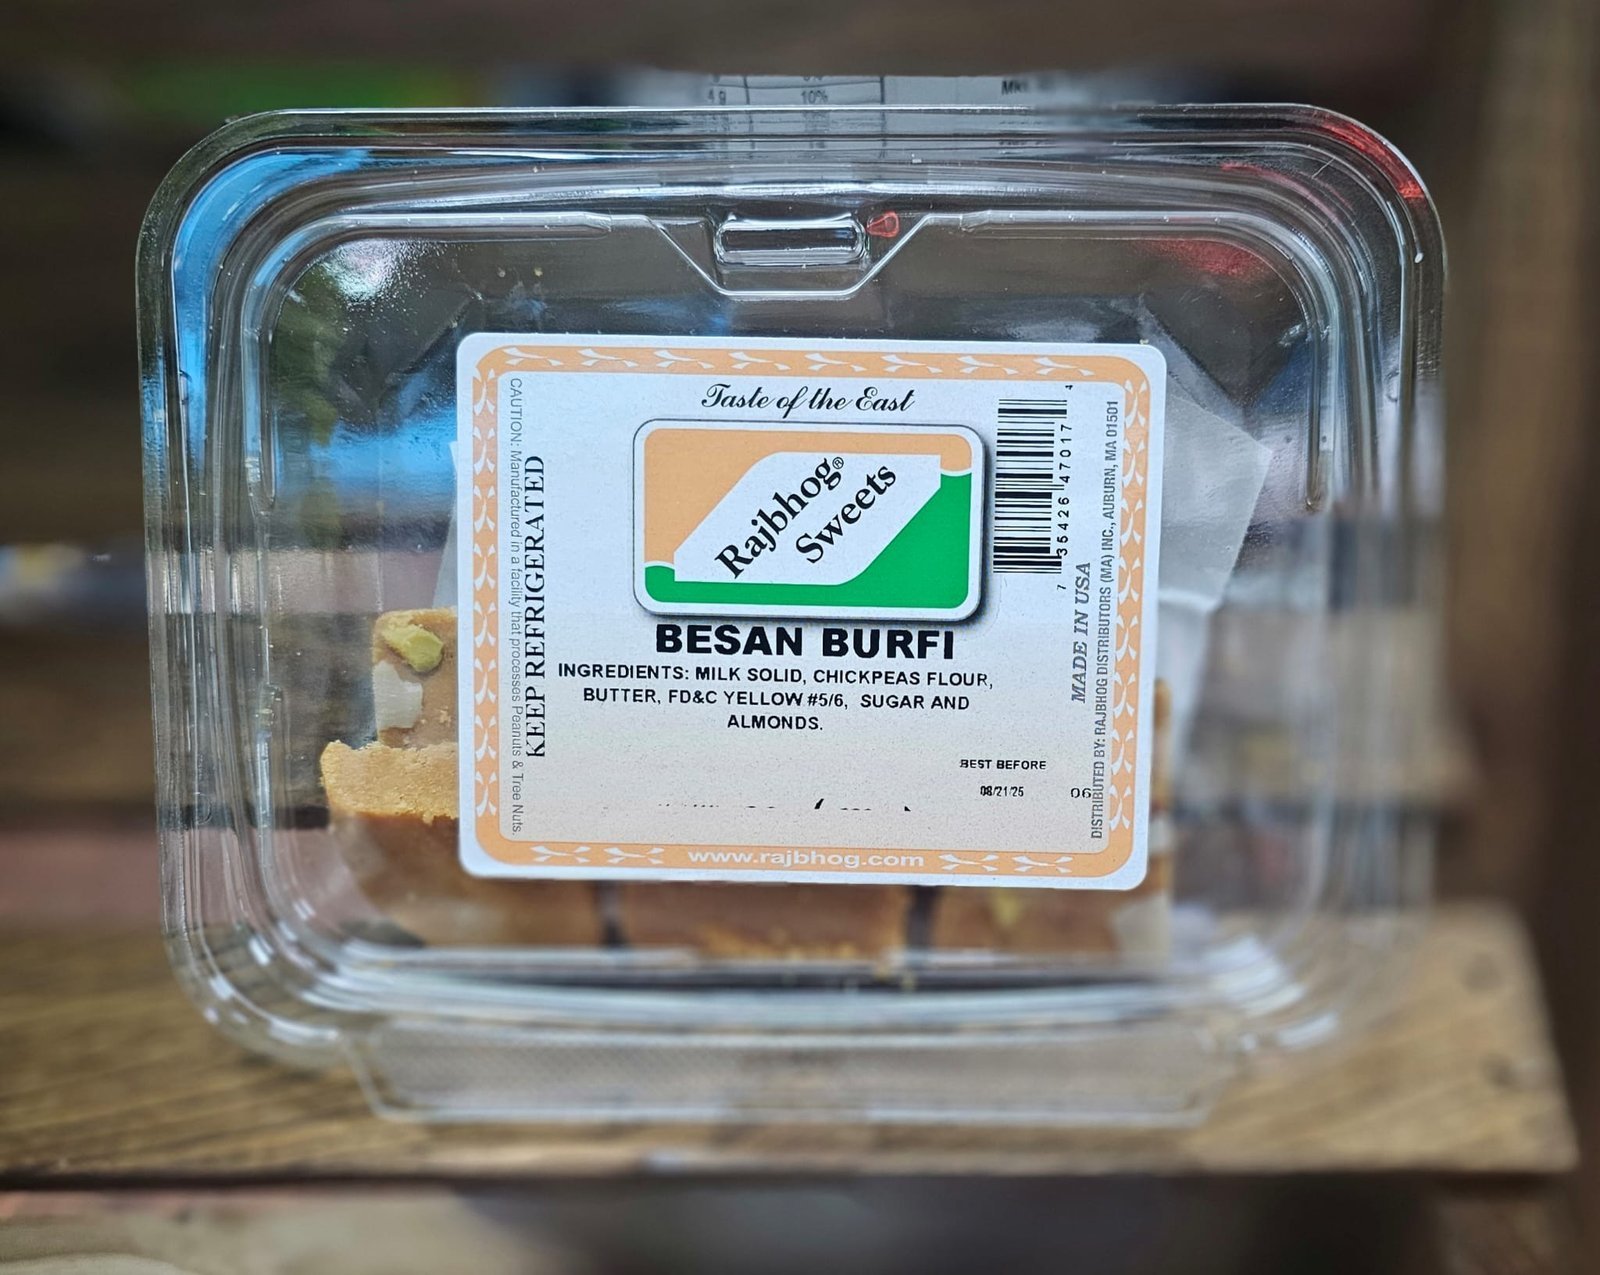 4g 10%
Taste of the East
Rajbhog®
Sweets
BESAN BURFI
INGREDIENTS: MILK SOLID, CHICKPEAS FLOUR,
BUTTER, FD&C YELLOW #5/6, SUGAR AND
ALMONDS.
BEST BEFORE
08/21/25
06
www.rajbhog.com
CAUTION: Manufactured in a facility that processes Peanuts & Tree Nuts.
KEEP REFRIGERATED
7 35426 47017 4
MADE IN USA
DISTRIBUTED BY: RAJBHOG DISTRIBUTORS (MA) INC., AUBURN, MA 01501